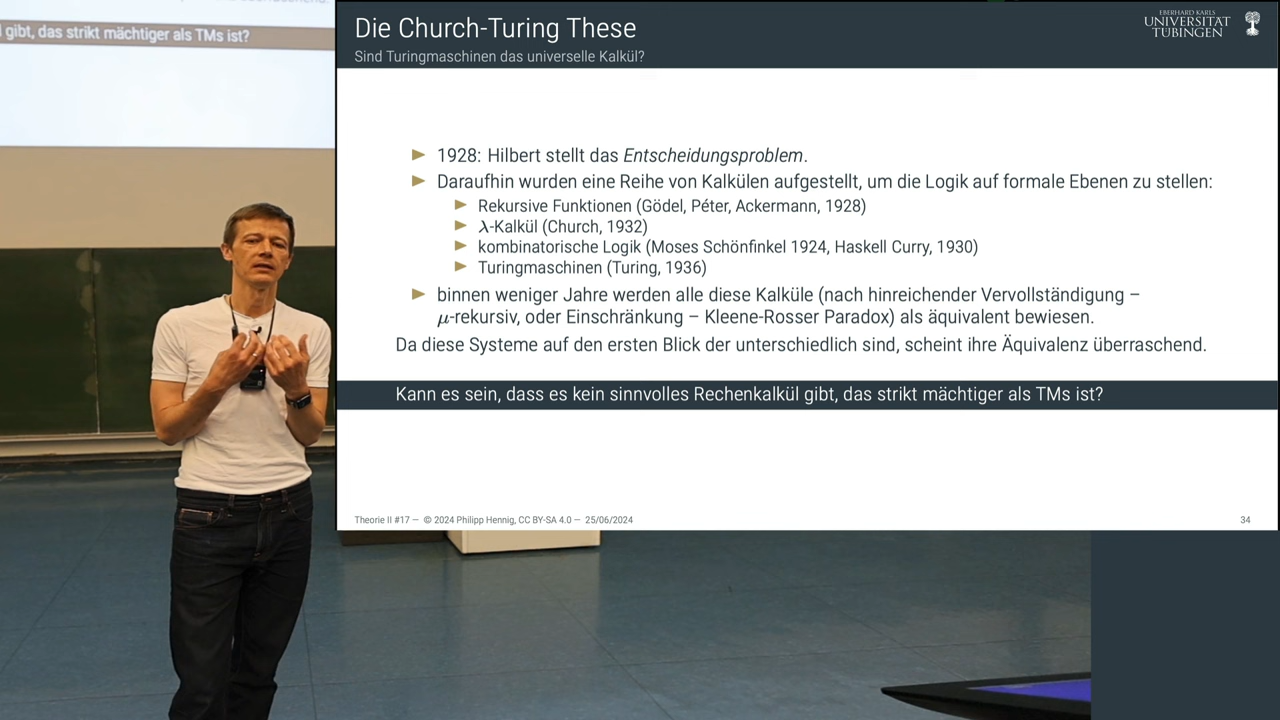 gibt, das strikt mächtiger als TMs ist?
Die Church-Turing These
Sind Turingmaschinen das universelle Kalkül?
EBERHARD KARLS
UNIVERSITÄT
TÜBINGEN
► 1928: Hilbert stellt das Entscheidungsproblem.
► Daraufhin wurden eine Reihe von Kalkülen aufgestellt, um die Logik auf formale Ebenen zu stellen:
► Rekursive Funktionen (Gödel, Péter, Ackermann, 1928)
► λ-Kalkül (Church, 1932)
► kombinatorische Logik (Moses Schönfinkel 1924, Haskell Curry, 1930)
► Turingmaschinen (Turing, 1936)
► binnen weniger Jahre werden alle diese Kalküle (nach hinreichender Vervollständigung –
μ-rekursiv, oder Einschränkung – Kleene-Rosser Paradox) als äquivalent bewiesen.
Da diese Systeme auf den ersten Blick der unterschiedlich sind, scheint ihre Äquivalenz überraschend.
Kann es sein, dass es kein sinnvolles Rechenkalkül gibt, das strikt mächtiger als TMs ist?
Theorie II #17 — © 2024 Philipp Hennig, CC BY-SA 4.0 — 25/06/2024
34